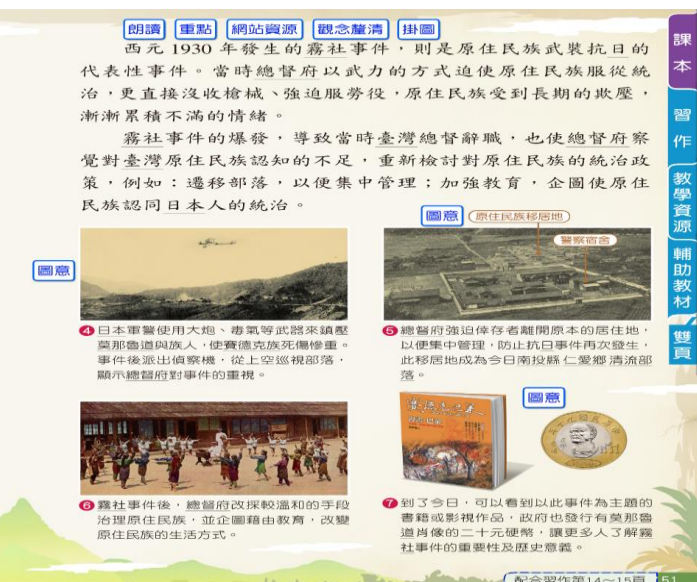 朗讀 重點 網站資源 觀念釐清 掛圖
西元 1930 年發生的霧社事件，則是原住民族武裝抗日的
代表性事件。當時總督府以武力的方式迫使原住民族服從統
治，更直接沒收槍械、強迫服勞役，原住民族受到長期的欺壓，
漸漸累積不滿的情緒。
霧社事件的爆發，導致當時臺灣總督辭職，也使總督府察
覺對臺灣原住民族認知的不足，重新檢討對原住民族的統治政
策，例如：遷移部落，以便集中管理；加強教育，企圖使原住
民族認同日本人的統治。
圖意
圖意 原住民族移居地
警察宿舍
4 日本軍警使用大炮、毒氣等武器來鎮壓
莫那魯道與族人，使賽德克族死傷慘重。
事件後派出偵察機，從上空巡視部落，
顯示總督府對事件的重視。
5 總督府強迫倖存者離開原本的居住地，
以便集中管理，防止抗日事件再次發生，
此移居地成為今日南投縣仁愛鄉清流部
落。
圖意
6 霧社事件後，總督府改採較溫和的手段
治理原住民族，並企圖藉由教育，改變
原住民族的生活方式。
7 到了今日，可以看到以此事件為主題的
書籍或影視作品，政府也發行有莫那魯
道肖像的二十元硬幣，讓更多人了解霧
社事件的重要性及歷史意義。
配合習作第14～15頁 51
課本
習作
教學資源
輔助教材
雙頁